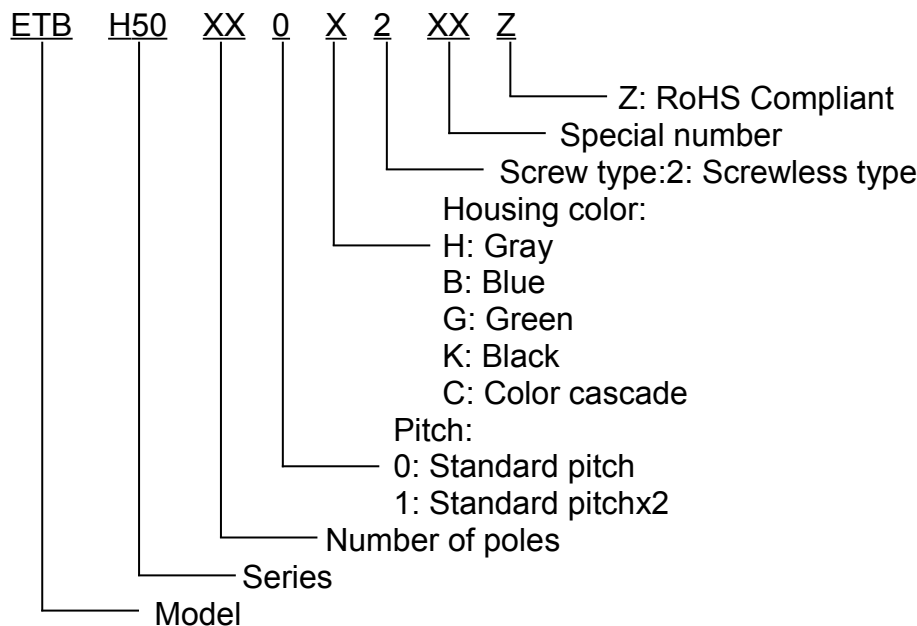 ETB H50 XX 0 X 2 XX Z
Z: RoHS Compliant
Special number
Screw type:2: Screwless type
Housing color:
H: Gray
B: Blue
G: Green
K: Black
C: Color cascade
Pitch:
0: Standard pitch
1: Standard pitchx2
Number of poles
Series
Model